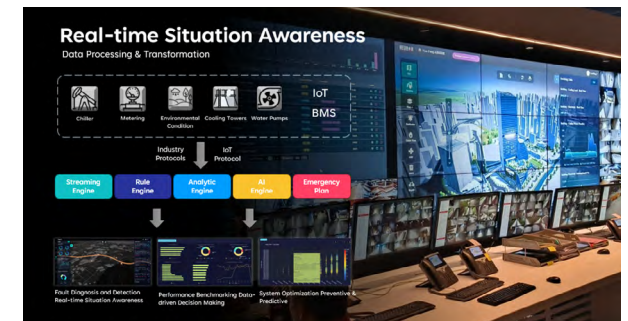 Real-time Situation Awareness
Data Processing & Transformation
IoT
BMS
Chiller
Metering
Environmental
Condition
Cooling Towers
Water Pumps
Industry
Protocols
IoT
Protocol
Streaming
Engine
Rule
Engine
Analytic
Engine
AI
Engine
Emergency
Plan
Fault Diagnosis and Detection
Real-time Situation Awareness
Performance Benchmarking Data-
driven Decision Making
System Optimization Preventive &
Predictive